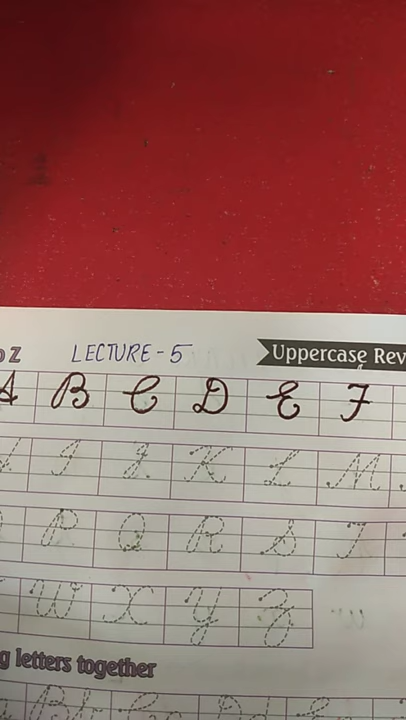 Z LECTURE-5 Uppercase Rev
A B C D E F
I J K L M
P Q R S T
W X Y Z
g letters together